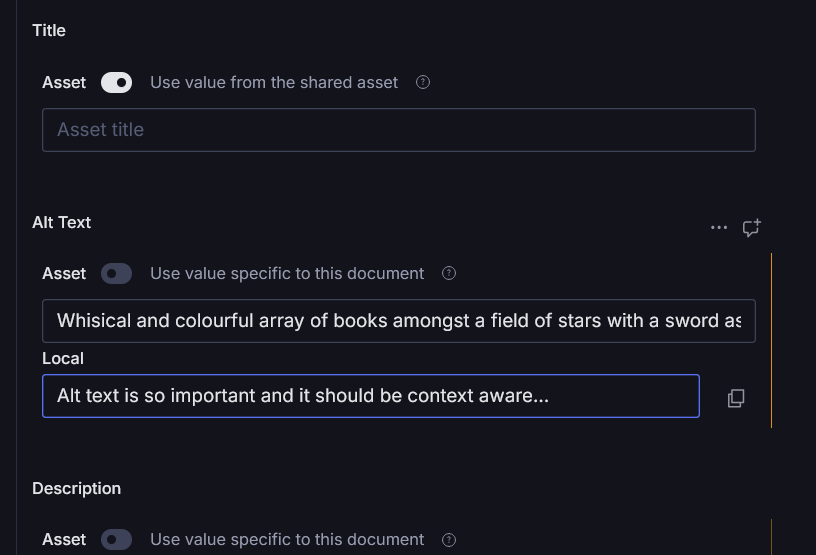 Title
Asset Use value from the shared asset ?
Asset title
Alt Text
Asset Use value specific to this document ?
Whisical and colourful array of books amongst a field of stars with a sword as
Local
Alt text is so important and it should be context aware...
Description
Asset Use value specific to this document ?